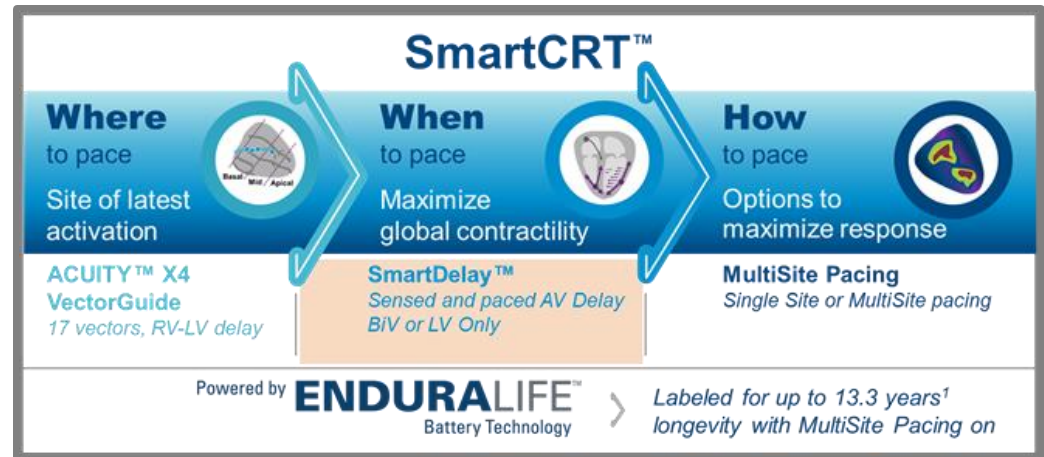 SmartCRT™
Where
to pace
Site of latest
activation
Basal Mid Apical
When
to pace
Maximize
global contractility
How
to pace
Options to
maximize response
ACUITY™ X4
VectorGuide
17 vectors, RV-LV delay
SmartDelay™
Sensed and paced AV Delay
BiV or LV Only
MultiSite Pacing
Single Site or MultiSite pacing
Powered by ENDURALIFE™
Battery Technology
Labeled for up to 13.3 years¹
longevity with MultiSite Pacing on